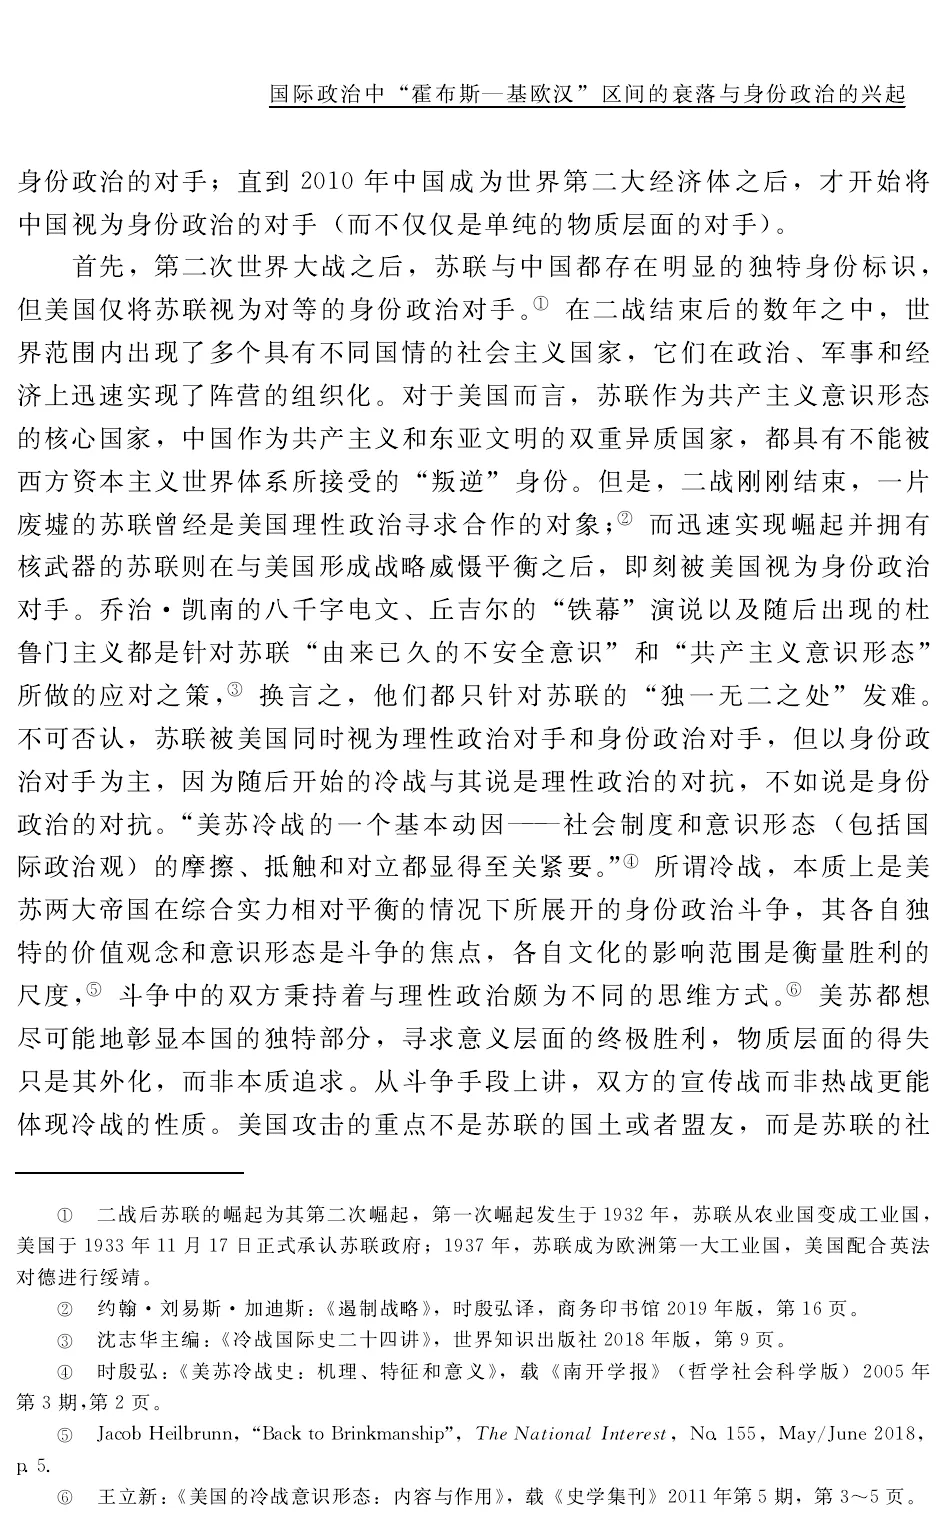 国际政治中“霍布斯—基欧汉”区间的衰落与身份政治的兴起
身份政治的对手；直到 2010 年中国成为世界第二大经济体之后，才开始将
中国视为身份政治的对手（而不仅仅是单纯的物质层面的对手）。
首先，第二次世界大战之后，苏联与中国都存在明显的独特身份标识，
但美国仅将苏联视为对等的身份政治对手。① 在二战结束后的数年之中，世
界范围内出现了多个具有不同国情的社会主义国家，它们在政治、军事和经
济上迅速实现了阵营的组织化。对于美国而言，苏联作为共产主义意识形态
的核心国家，中国作为共产主义和东亚文明的双重异质国家，都具有不能被
西方资本主义世界体系所接受的“叛逆”身份。但是，二战刚刚结束，一片
废墟的苏联曾经是美国理性政治寻求合作的对象；② 而迅速实现崛起并拥有
核武器的苏联则在与美国形成战略威慑平衡之后，即刻被美国视为身份政治
对手。乔治·凯南的八千字电文、丘吉尔的“铁幕”演说以及随后出现的杜
鲁门主义都是针对苏联“由来已久的不安全意识”和“共产主义意识形态”
所做的应对之策，③ 换言之，他们都只针对苏联的“独一无二之处”发难。
不可否认，苏联被美国同时视为理性政治对手和身份政治对手，但以身份政
治对手为主，因为随后开始的冷战与其说是理性政治的对抗，不如说是身份
政治的对抗。“美苏冷战的一个基本动因——社会制度和意识形态（包括国
际政治观）的摩擦、抵触和对立都显得至关紧要。”④ 所谓冷战，本质上是美
苏两大帝国在综合实力相对平衡的情况下所展开的身份政治斗争，其各自独
特的价值观念和意识形态是斗争的焦点，各自文化的影响范围是衡量胜利的
尺度，⑤ 斗争中的双方秉持着与理性政治颇为不同的思维方式。⑥ 美苏都想
尽可能地彰显本国的独特部分，寻求意义层面的终极胜利，物质层面的得失
只是其外化，而非本质追求。从斗争手段上讲，双方的宣传战而非热战更能
体现冷战的性质。美国攻击的重点不是苏联的国土或者盟友，而是苏联的社
① 二战后苏联的崛起为其第二次崛起，第一次崛起发生于 1932 年，苏联从农业国变成工业国，
美国于 1933 年 11 月 17 日正式承认苏联政府；1937 年，苏联成为欧洲第一大工业国，美国配合英法
对德进行绥靖。
② 约翰·刘易斯·加迪斯：《遏制战略》，时殷弘译，商务印书馆 2019 年版，第 16 页。
③ 沈志华主编：《冷战国际史二十四讲》，世界知识出版社 2018 年版，第 9 页。
④ 时殷弘：《美苏冷战史：机理、特征和意义》，载《南开学报》（哲学社会科学版）2005 年
第 3 期，第 2 页。
⑤ Jacob Heilbrunn, “Back to Brinkmanship”, The National Interest, No. 155, May/June 2018,
p. 5.
⑥ 王立新：《美国的冷战意识形态：内容与作用》，载《史学集刊》2011 年第 5 期，第 3～5 页。